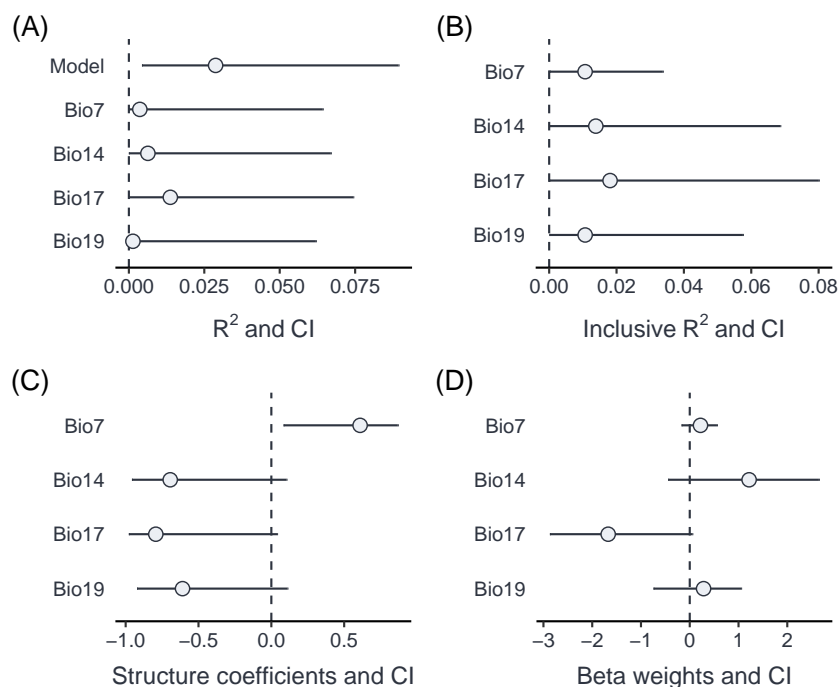 (A)
Model
Bio7
Bio14
Bio17
Bio19
0.000 0.025 0.050 0.075
R² and CI
(B)
Bio7
Bio14
Bio17
Bio19
0.00 0.02 0.04 0.06 0.08
Inclusive R² and CI
(C)
Bio7
Bio14
Bio17
Bio19
−1.0 −0.5 0.0 0.5
Structure coefficients and CI
(D)
Bio7
Bio14
Bio17
Bio19
−3 −2 −1 0 1 2
Beta weights and CI